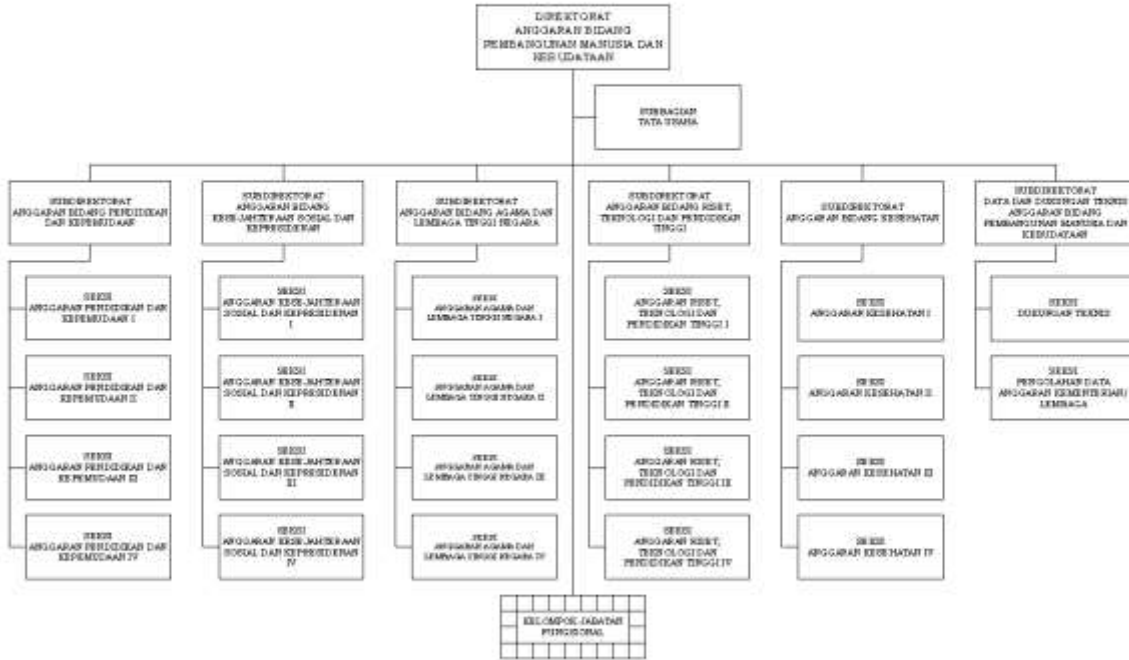 DIREKTORAT
ANGGARAN BIDANG
PEMBANGUNAN MANUSIA DAN
KEBUDAYAAN
SUBBAGIAN
TATA USAHA
SUBDIREKTORAT
ANGGARAN BIDANG PENDIDIKAN
DAN KEPEMUDAAN
SUBDIREKTORAT
ANGGARAN BIDANG
KESEJAHTERAAN SOSIAL DAN
KEPRESIDENAN
SUBDIREKTORAT
ANGGARAN BIDANG AGAMA DAN
LEMBAGA TINGGI NEGARA
SUBDIREKTORAT
ANGGARAN BIDANG RISET,
TEKNOLOGI DAN PENDIDIKAN
TINGGI
SUBDIREKTORAT
ANGGARAN BIDANG KESEHATAN
SUBDIREKTORAT
DATA DAN DUKUNGAN TEKNIS
ANGGARAN BIDANG
PEMBANGUNAN MANUSIA DAN
KEBUDAYAAN
SEKSI
ANGGARAN PENDIDIKAN DAN
KEPEMUDAAN I
SEKSI
ANGGARAN KESEJAHTERAAN
SOSIAL DAN KEPRESIDENAN
I
SEKSI
ANGGARAN AGAMA DAN
LEMBAGA TINGGI NEGARA I
SEKSI
ANGGARAN RISET,
TEKNOLOGI DAN
PENDIDIKAN TINGGI I
SEKSI
ANGGARAN KESEHATAN I
SEKSI
DUKUNGAN TEKNIS
SEKSI
ANGGARAN PENDIDIKAN DAN
KEPEMUDAAN II
SEKSI
ANGGARAN KESEJAHTERAAN
SOSIAL DAN KEPRESIDENAN
II
SEKSI
ANGGARAN AGAMA DAN
LEMBAGA TINGGI NEGARA II
SEKSI
ANGGARAN RISET,
TEKNOLOGI DAN
PENDIDIKAN TINGGI II
SEKSI
ANGGARAN KESEHATAN II
SEKSI
PENGOLAHAN DATA
ANGGARAN KEMENTERIAN/
LEMBAGA
SEKSI
ANGGARAN PENDIDIKAN DAN
KEPEMUDAAN III
SEKSI
ANGGARAN KESEJAHTERAAN
SOSIAL DAN KEPRESIDENAN
III
SEKSI
ANGGARAN AGAMA DAN
LEMBAGA TINGGI NEGARA III
SEKSI
ANGGARAN RISET,
TEKNOLOGI DAN
PENDIDIKAN TINGGI III
SEKSI
ANGGARAN KESEHATAN III
SEKSI
ANGGARAN PENDIDIKAN DAN
KEPEMUDAAN IV
SEKSI
ANGGARAN KESEJAHTERAAN
SOSIAL DAN KEPRESIDENAN
IV
SEKSI
ANGGARAN AGAMA DAN
LEMBAGA TINGGI NEGARA IV
SEKSI
ANGGARAN RISET,
TEKNOLOGI DAN
PENDIDIKAN TINGGI IV
SEKSI
ANGGARAN KESEHATAN IV
KELOMPOK JABATAN
FUNGSIONAL